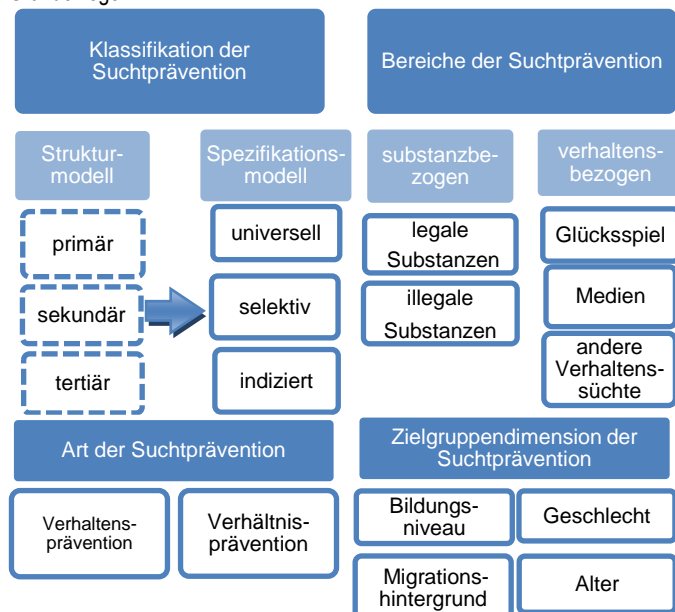 Klassifikation der
Suchtprävention
Bereiche der Suchtprävention
Struktur-
modell
Spezifikations-
modell
substanzbe-
zogen
verhaltens-
bezogen
primär
sekundär
tertiär
universell
selektiv
indiziert
legale
Substanzen
illegale
Substanzen
Glücksspiel
Medien
andere
Verhaltens-
süchte
Art der Suchtprävention
Zielgruppendimension der
Suchtprävention
Verhaltens-
prävention
Verhältnis-
prävention
Bildungs-
niveau
Geschlecht
Migrations-
hintergrund
Alter